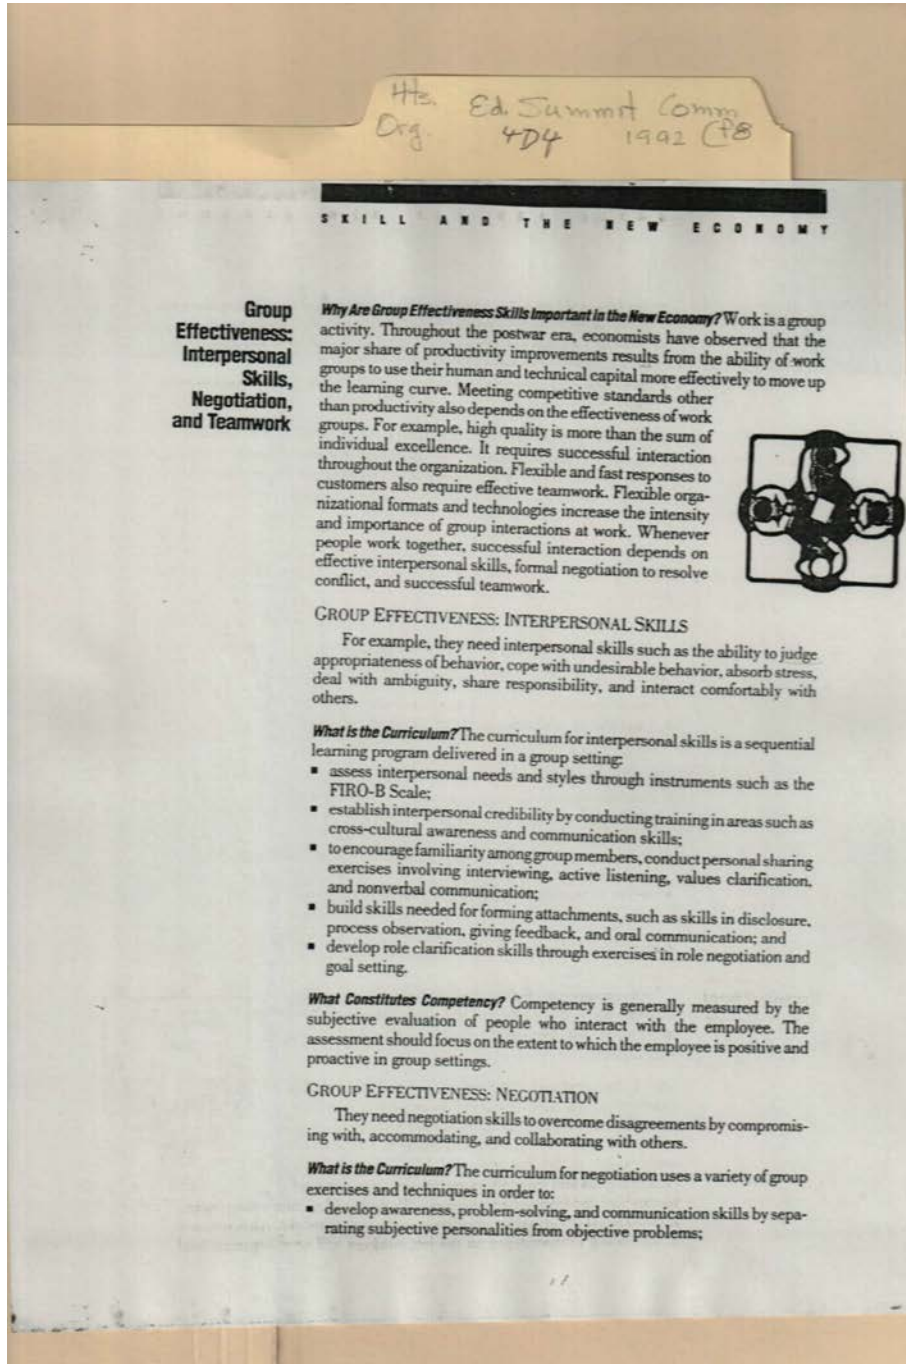 Hts. Ed. Summit Comm
Org. 4D4 1992
SKILL AND THE NEW ECONOMY
Group
Effectiveness:
Interpersonal
Skills,
Negotiation,
and Teamwork
Why Are Group Effectiveness Skills Important in the New Economy? Work is a group
activity. Throughout the postwar era, economists have observed that the
major share of productivity improvements results from the ability of work
groups to use their human and technical capital more effectively to move up
the learning curve. Meeting competitive standards other
than productivity also depends on the effectiveness of work
groups. For example, high quality is more than the sum of
individual excellence. It requires successful interaction
throughout the organization. Flexible and fast responses to
customers also require effective teamwork. Flexible orga-
nizational formats and technologies increase the intensity
and importance of group interactions at work. Whenever
people work together, successful interaction depends on
effective interpersonal skills, formal negotiation to resolve
conflict, and successful teamwork.
GROUP EFFECTIVENESS: INTERPERSONAL SKILLS
For example, they need interpersonal skills such as the ability to judge
appropriateness of behavior, cope with undesirable behavior, absorb stress,
deal with ambiguity, share responsibility, and interact comfortably with
others.
What is the Curriculum? The curriculum for interpersonal skills is a sequential
learning program delivered in a group setting:
▪ assess interpersonal needs and styles through instruments such as the
FIRO-B Scale;
▪ establish interpersonal credibility by conducting training in areas such as
cross-cultural awareness and communication skills;
▪ to encourage familiarity among group members, conduct personal sharing
exercises involving interviewing, active listening, values clarification,
and nonverbal communication;
▪ build skills needed for forming attachments, such as skills in disclosure,
process observation, giving feedback, and oral communication; and
▪ develop role clarification skills through exercises in role negotiation and
goal setting.
What Constitutes Competency? Competency is generally measured by the
subjective evaluation of people who interact with the employee. The
assessment should focus on the extent to which the employee is positive and
proactive in group settings.
GROUP EFFECTIVENESS: NEGOTIATION
They need negotiation skills to overcome disagreements by compromis-
ing with, accommodating, and collaborating with others.
What is the Curriculum? The curriculum for negotiation uses a variety of group
exercises and techniques in order to:
▪ develop awareness, problem-solving, and communication skills by sepa-
rating subjective personalities from objective problems;